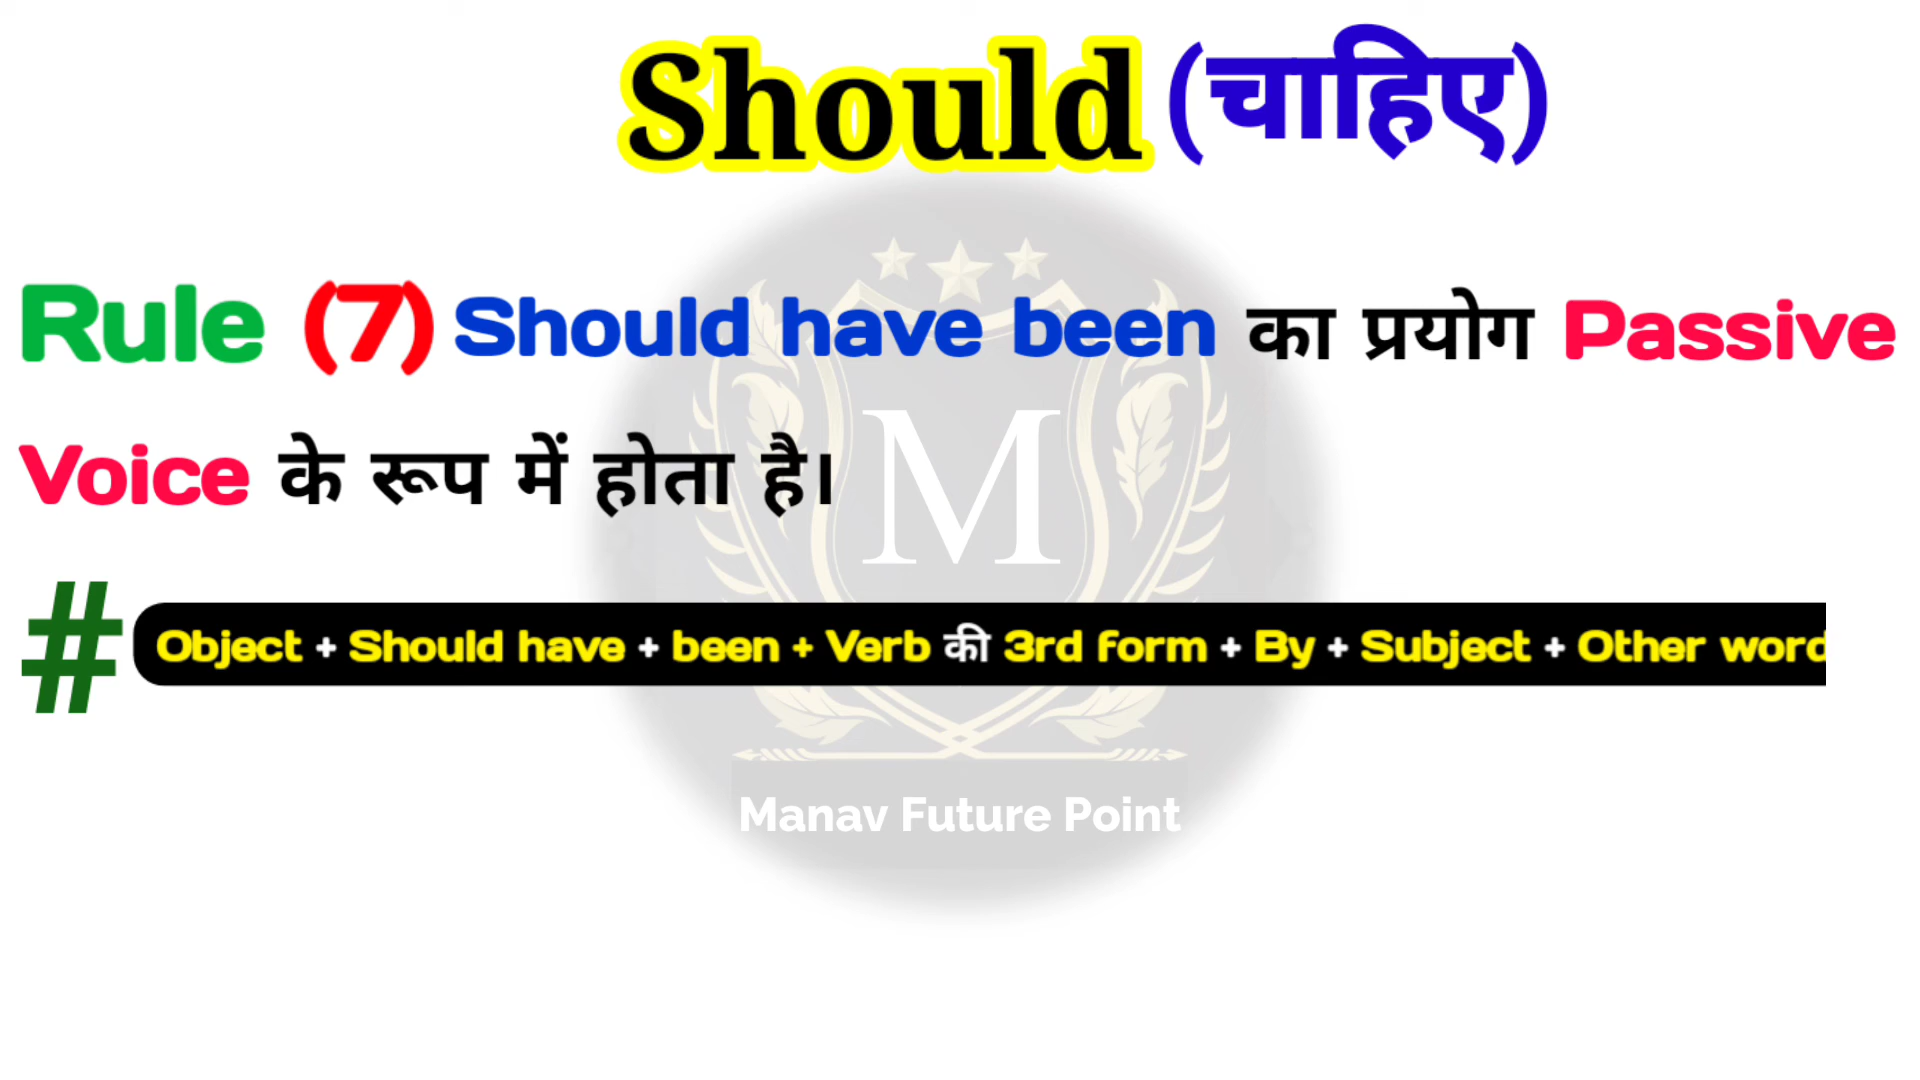 Should (चाहिए)
Rule (7) Should have been का प्रयोग Passive
Voice के रूप में होता है।
# Object + Should have + been + Verb की 3rd form + By + Subject + Other word
M
Manav Future Point